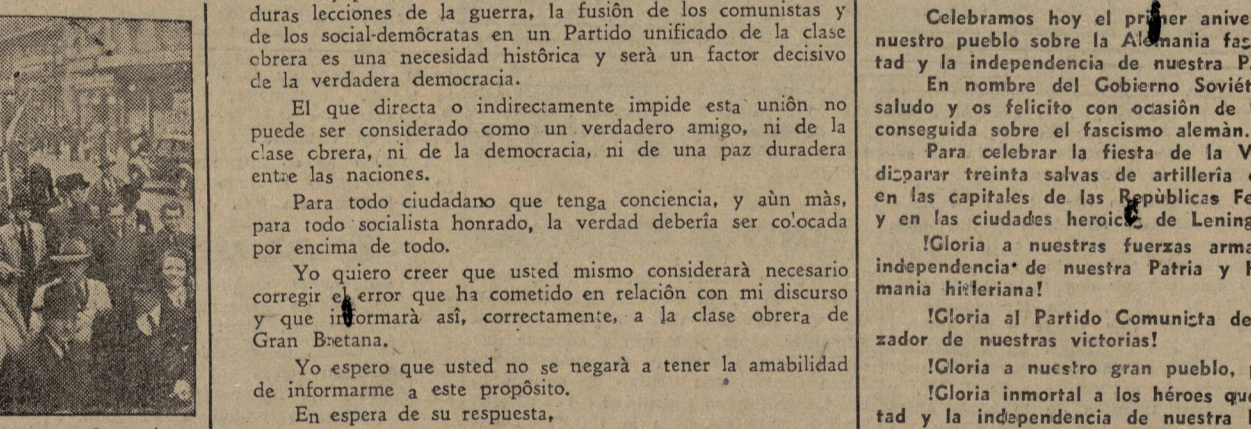 duras lecciones de la guerra, la fusión de los comunistas y
de los social-demôcratas en un Partido unificado de la clase
obrera es una necesidad histôrica y serà un factor decisivo
de la verdadera democracia.
El que directa o indirectamente impide esta uniôn no
puede ser considerado como un verdadero amigo, ni de la
clase obrera, ni de la democracia, ni de una paz duradera
entre las naciones.
Para todo ciudadano que tenga conciencia, y aùn màs,
para todo socialista honrado, la verdad deberîa ser colocada
por encima de todo.
Yo quiero creer que usted mismo considerarà necesario
corregir el error que ha cometido en relaciôn con mi discurso
y que informarà asî, correctamente, a la clase obrera de
Gran Bretana.
Yo espero que usted no se negarà a tener la amabilidad
de informarme a este propôsito.
En espera de su respuesta,
Celebramos hoy el primer anive
nuestro pueblo sobre la Alemania fas
tad y la independencia de nuestra P
En nombre del Gobierno Soviét
saludo y os felicito con ocasión de
conseguida sobre el fascismo alemàn.
Para celebrar la fiesta de la V
disparar treinta salvas de artillerîa
en las capitales de las Repùblicas Fe
y en las ciudades heroicas de Lening
!Gloria a nuestras fuerzas arma
independencia de nuestra Patria y
mania hitleriana!
!Gloria al Partido Comunista de
zador de nuestras victorias!
!Gloria a nuestro gran pueblo,
!Gloria inmortal a los héroes que
tad y la independencia de nuestra